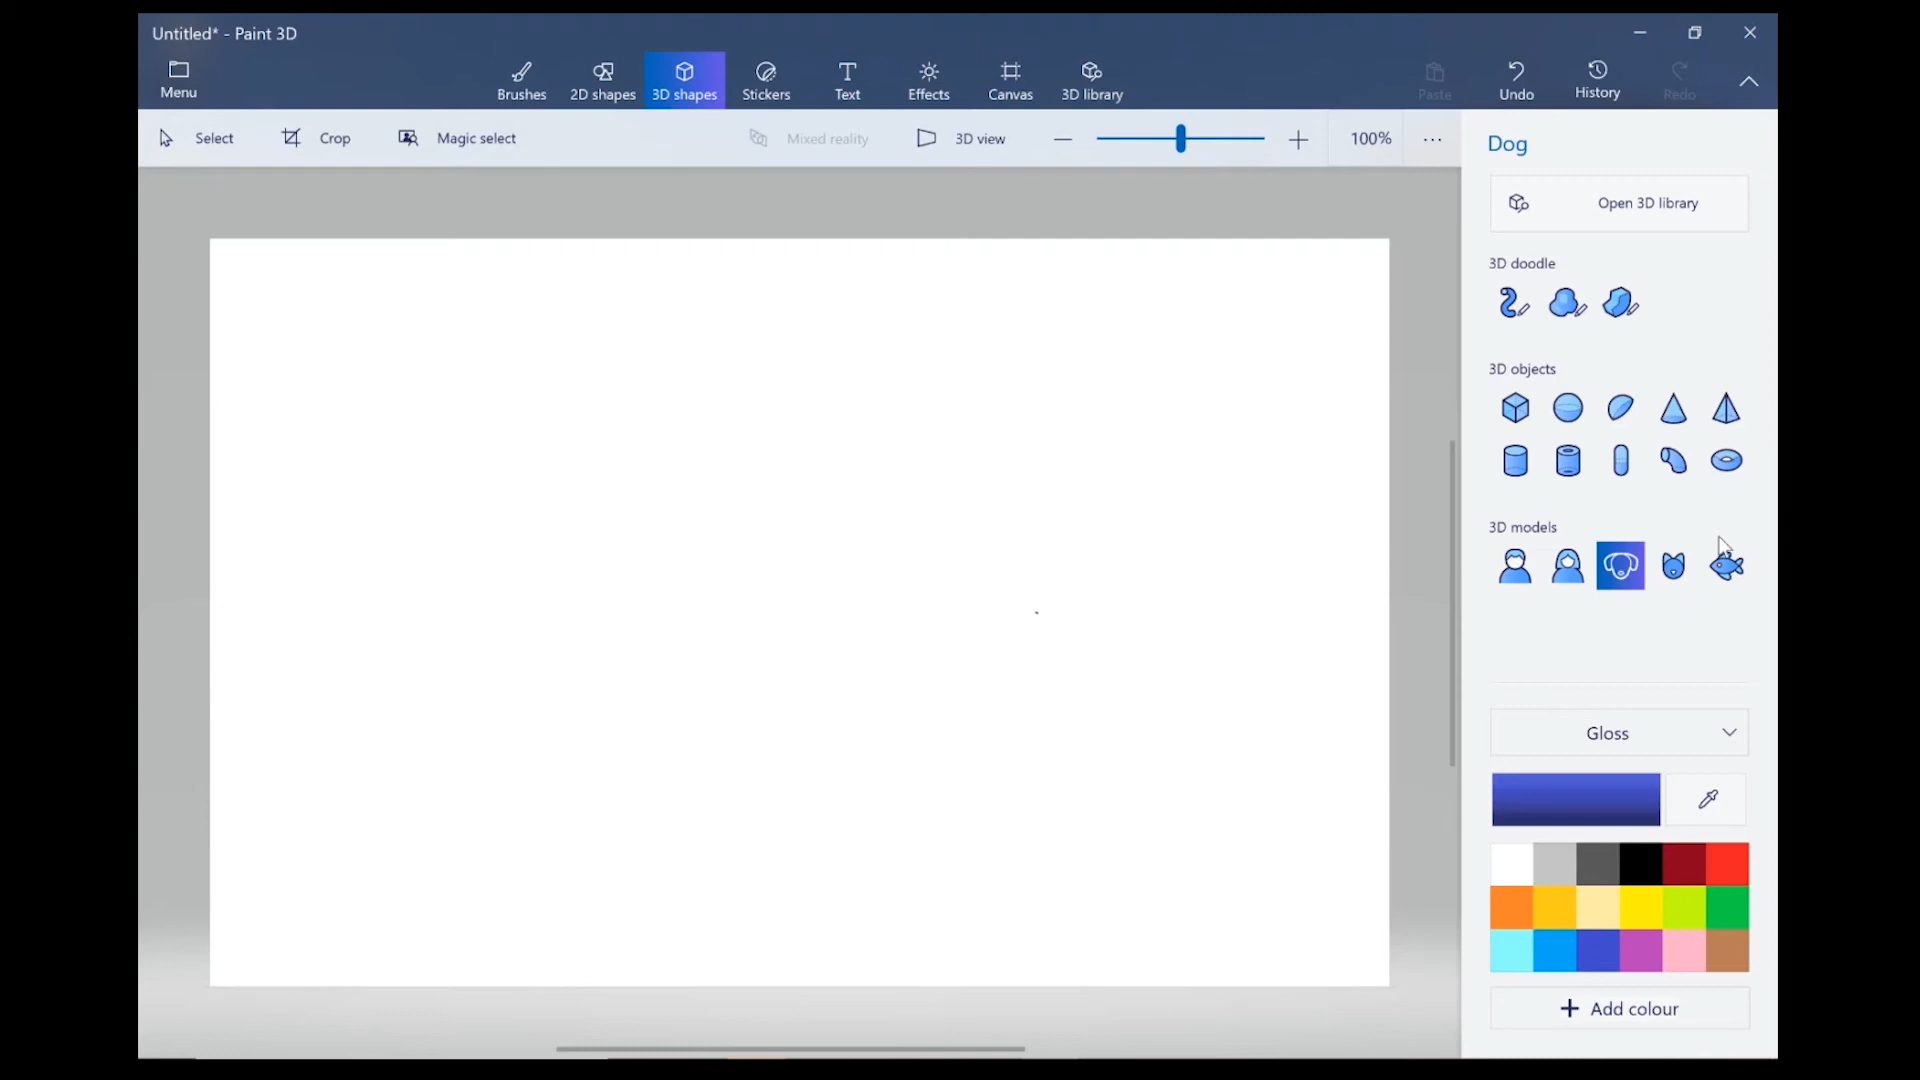 Untitled* - Paint 3D
Menu
Brushes
2D shapes
3D shapes
Stickers
Text
Effects
Canvas
3D library
Paste
Undo
History
Redo
Select
Crop
Magic select
Mixed reality
3D view
100%
Dog
Open 3D library
3D doodle
3D objects
3D models
Gloss
Add colour